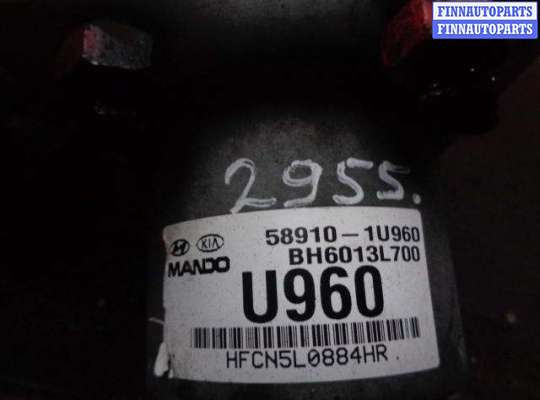 FINNAUTOPARTS
FINNAUTOPARTS
2955.
58910-1U960
KIA
BH6013L700
MANDO
U960
HFCN5L0884HR